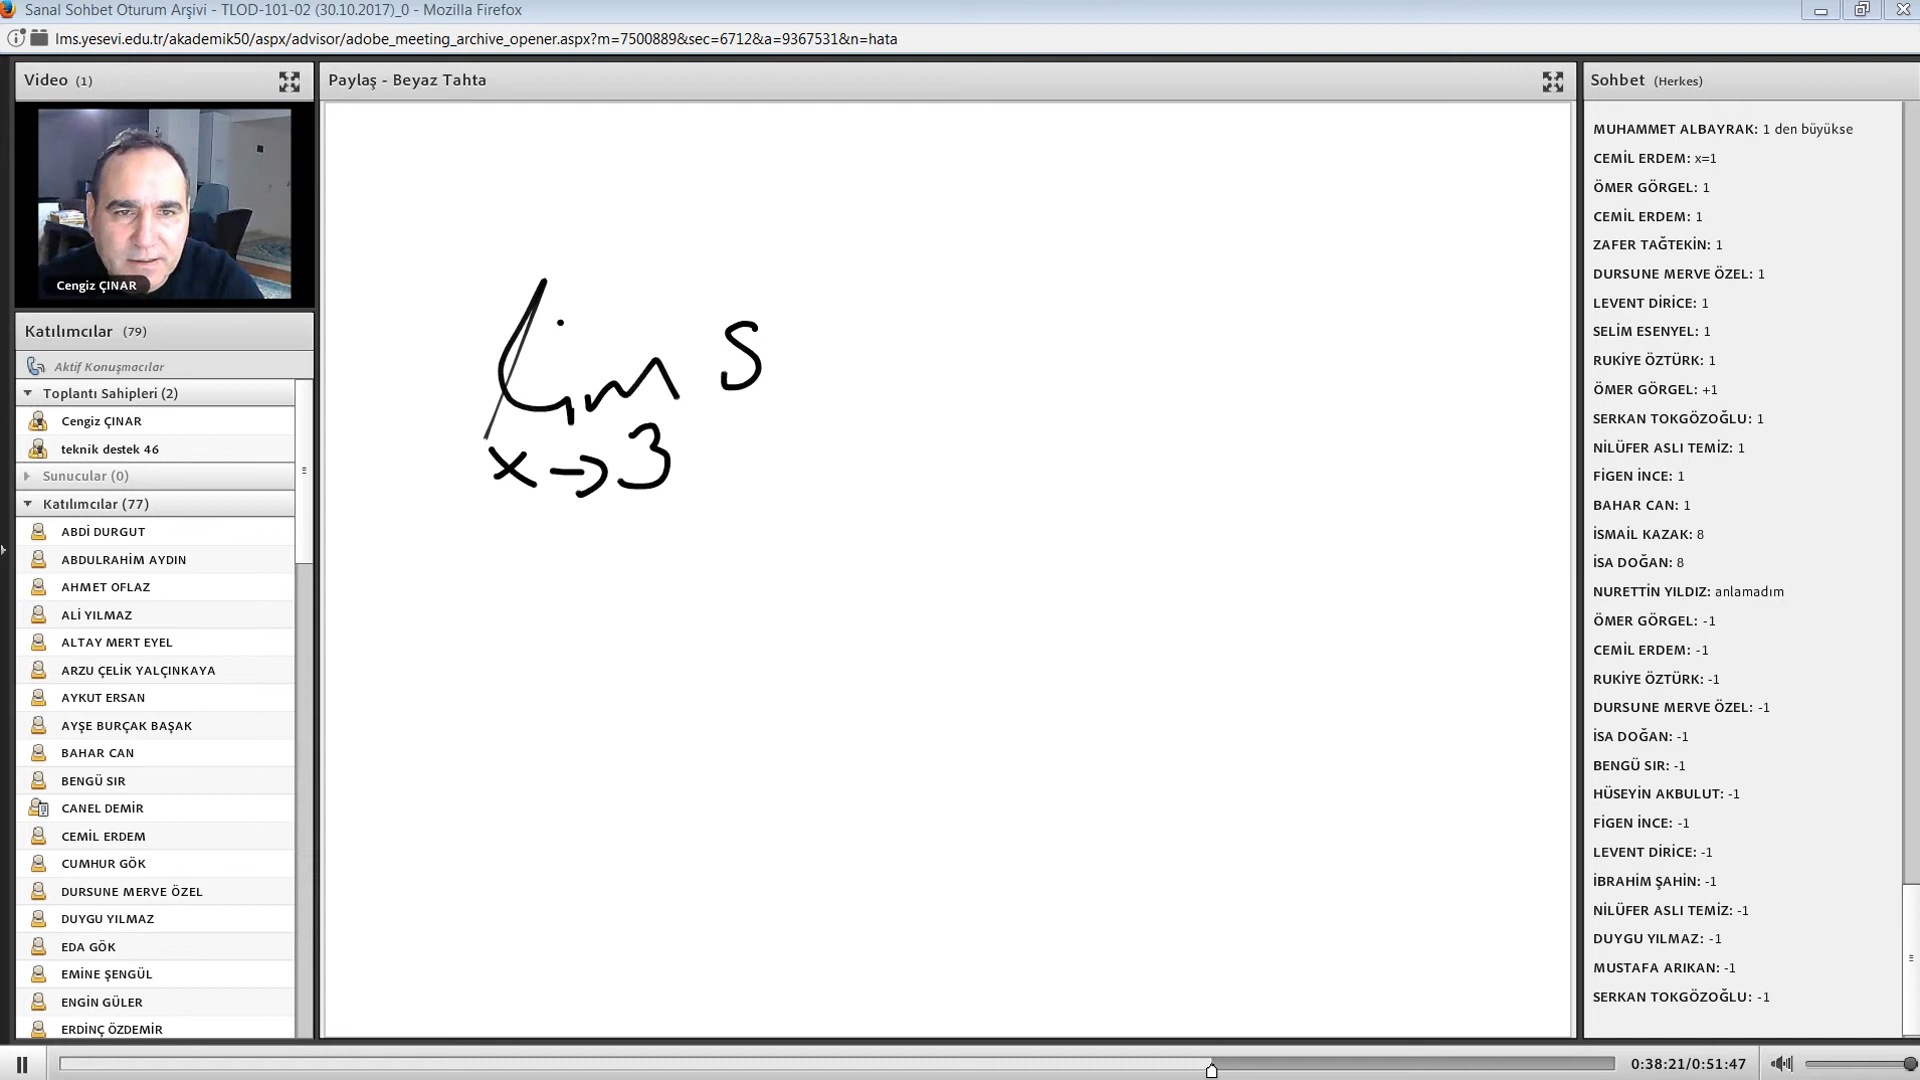 Sanal Sohbet Oturum Arşivi - TLOD-101-02 (30.10.2017)_0 - Mozilla Firefox
lms.yesevi.edu.tr/akademik50/aspx/advisor/adobe_meeting_archive_opener.aspx?m=7500889&sec=6712&a=9367531&n=hata
Video (1)
Cengiz ÇINAR
Katılımcılar (79)
Aktif Konuşmacılar
Toplantı Sahipleri (2)
Cengiz ÇINAR
teknik destek 46
Sunucular (0)
Katılımcılar (77)
ABDİ DURGUT
ABDULRAHİM AYDIN
AHMET OFLAZ
ALİ YILMAZ
ALTAY MERT EYEL
ARZU ÇELİK YALÇINKAYA
AYKUT ERSAN
AYŞE BURÇAK BAŞAK
BAHAR CAN
BENGÜ SIR
CANEL DEMİR
CEMİL ERDEM
CUMHUR GÖK
DURSUNE MERVE ÖZEL
DUYGU YILMAZ
EDA GÖK
EMİNE ŞENGÜL
ENGİN GÜLER
ERDİNÇ ÖZDEMİR
Paylaş - Beyaz Tahta
lim 5
x→3
Sohbet (Herkes)
MUHAMMET ALBAYRAK: 1 den büyükse
CEMİL ERDEM: x=1
ÖMER GÖRGEL: 1
CEMİL ERDEM: 1
ZAFER TAĞTEKİN: 1
DURSUNE MERVE ÖZEL: 1
LEVENT DİRİCE: 1
SELİM ESENYEL: 1
RUKİYE ÖZTÜRK: 1
ÖMER GÖRGEL: +1
SERKAN TOKGÖZOĞLU: 1
NİLÜFER ASLI TEMİZ: 1
FİGEN İNCE: 1
BAHAR CAN: 1
İSMAİL KAZAK: 8
İSA DOĞAN: 8
NURETTİN YILDIZ: anlamadım
ÖMER GÖRGEL: -1
CEMİL ERDEM: -1
RUKİYE ÖZTÜRK: -1
DURSUNE MERVE ÖZEL: -1
İSA DOĞAN: -1
BENGÜ SIR: -1
HÜSEYİN AKBULUT: -1
FİGEN İNCE: -1
LEVENT DİRİCE: -1
İBRAHİM ŞAHİN: -1
NİLÜFER ASLI TEMİZ: -1
DUYGU YILMAZ: -1
MUSTAFA ARIKAN: -1
SERKAN TOKGÖZOĞLU: -1
0:38:21/0:51:47